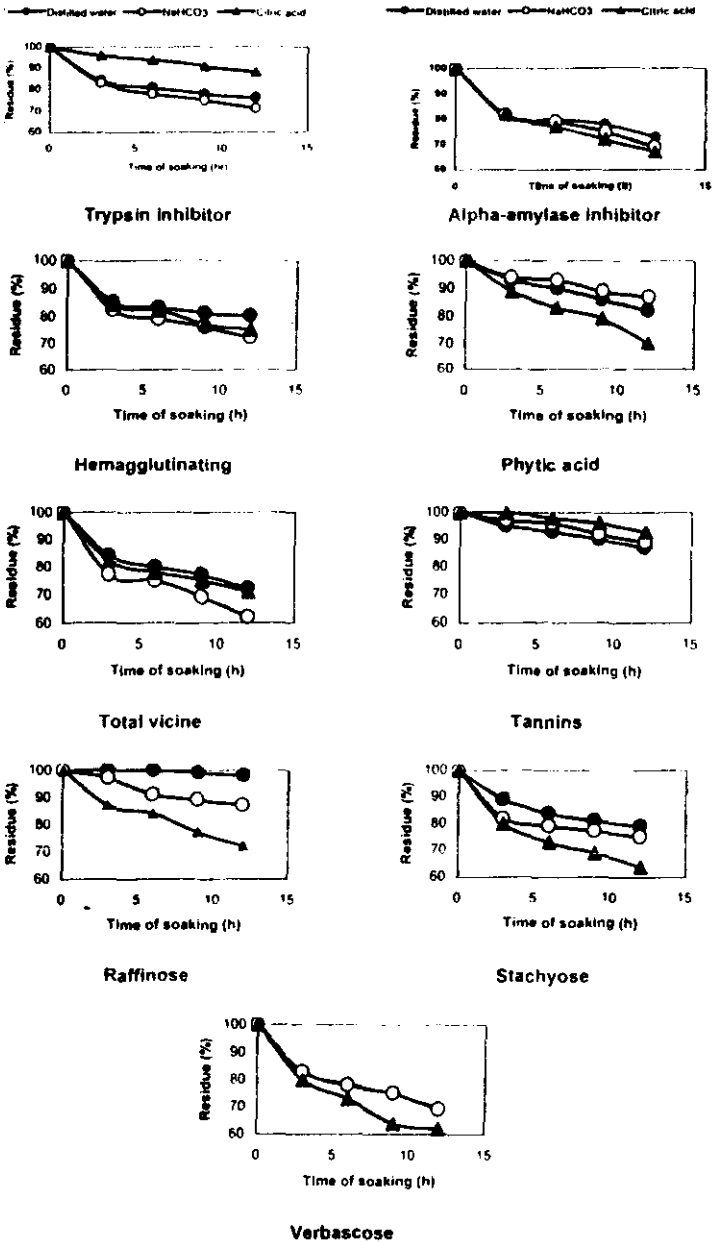 Distilled water NaHCO3 Citric acid
Distilled water NaHCO3 Citric acid
Residue (%)
100
90
80
70
60
0 5 10 15
Time of soaking (hr)
Trypsin inhibitor
Residue (%)
100
90
80
70
60
0 5 10 15
Time of soaking
Alpha-amylase inhibitor
Residue (%)
100
90
80
70
60
0 5 10 15
Time of soaking (h)
Hemagglutinating
Residue (%)
100
90
80
70
60
0 5 10 15
Time of soaking (h)
Phytic acid
Residue (%)
100
90
80
70
60
0 5 10 15
Time of soaking (h)
Total vicine
Residue (%)
100
90
80
70
60
0 5 10 15
Time of soaking (h)
Tannins
Residue (%)
100
90
80
70
60
0 5 10 15
Time of soaking (h)
Raffinose
Residue (%)
100
90
80
70
60
0 5 10 15
Time of soaking (h)
Stachyose
Residue (%)
100
90
80
70
60
0 5 10 15
Time of soaking (h)
Verbascose